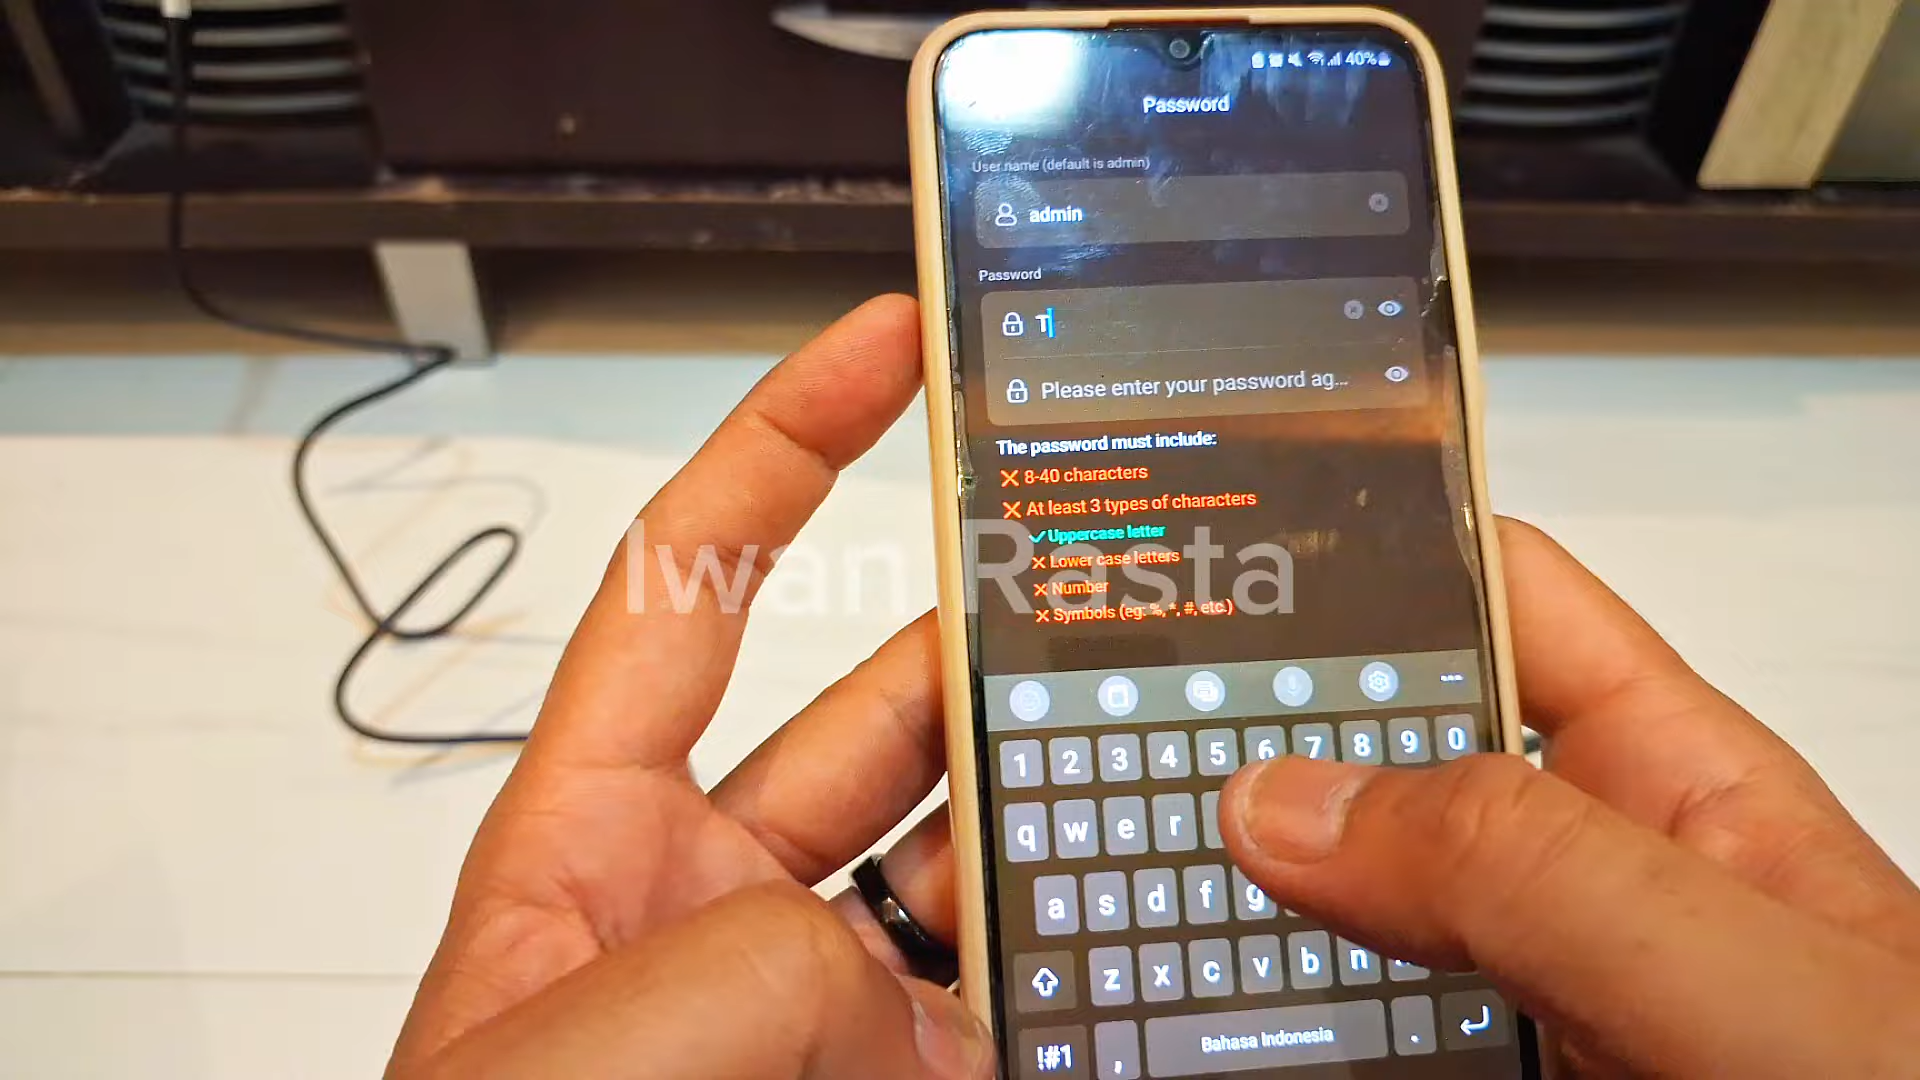 40%
Password
User name (default is admin)
admin
Password
T
Please enter your password ag...
The password must include:
8-40 characters
At least 3 types of characters
Uppercase letter
Lower case letters
Number
Symbols (eg: %, *, #, etc.)
Iwan Rasta
1 2 3 4 5 6 7 8 9 0
q w e r
a s d f g
z x c v b n
!#1 , Bahasa Indonesia .